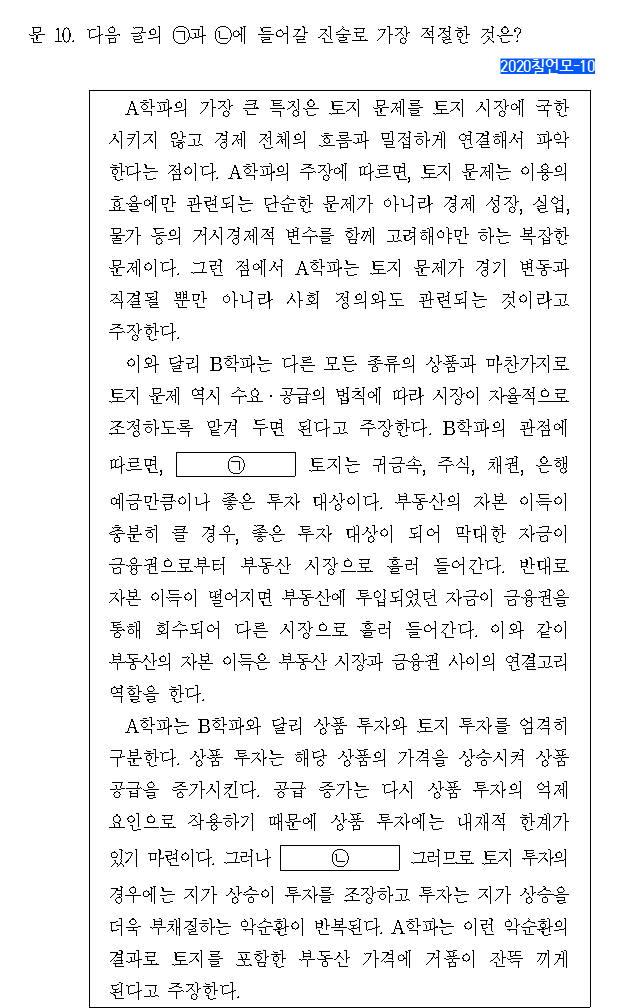 문 10. 다음 글의 ㉠과 ㉡에 들어갈 진술로 가장 적절한 것은?
2020참언모-10
A학파의 가장 큰 특징은 토지 문제를 토지 시장에 국한
시키지 않고 경제 전체의 흐름과 밀접하게 연결해서 파악
한다는 점이다. A학파의 주장에 따르면, 토지 문제는 이용의
효율에만 관련되는 단순한 문제가 아니라 경제 성장, 실업,
물가 등의 거시경제적 변수를 함께 고려해야만 하는 복잡한
문제이다. 그런 점에서 A학파는 토지 문제가 경기 변동과
직결될 뿐만 아니라 사회 정의와도 관련되는 것이라고
주장한다.
이와 달리 B학파는 다른 모든 종류의 상품과 마찬가지로
토지 문제 역시 수요·공급의 법칙에 따라 시장이 자율적으로
조정하도록 맡겨 두면 된다고 주장한다. B학파의 관점에
따르면, ㉠ 토지는 귀금속, 주식, 채권, 은행
예금만큼이나 좋은 투자 대상이다. 부동산의 자본 이득이
충분히 클 경우, 좋은 투자 대상이 되어 막대한 자금이
금융권으로부터 부동산 시장으로 흘러 들어간다. 반대로
자본 이득이 떨어지면 부동산에 투입되었던 자금이 금융권을
통해 회수되어 다른 시장으로 흘러 들어간다. 이와 같이
부동산의 자본 이득은 부동산 시장과 금융권 사이의 연결고리
역할을 한다.
A학파는 B학파와 달리 상품 투자와 토지 투자를 엄격히
구분한다. 상품 투자는 해당 상품의 가격을 상승시켜 상품
공급을 증가시킨다. 공급 증가는 다시 상품 투자의 억제
요인으로 작용하기 때문에 상품 투자에는 내재적 한계가
있기 마련이다. 그러나 ㉡ 그러므로 토지 투자의
경우에는 지가 상승이 투자를 조장하고 투자는 지가 상승을
더욱 부채질하는 악순환이 반복된다. A학파는 이런 악순환의
결과로 토지를 포함한 부동산 가격에 거품이 잔뜩 끼게
된다고 주장한다.